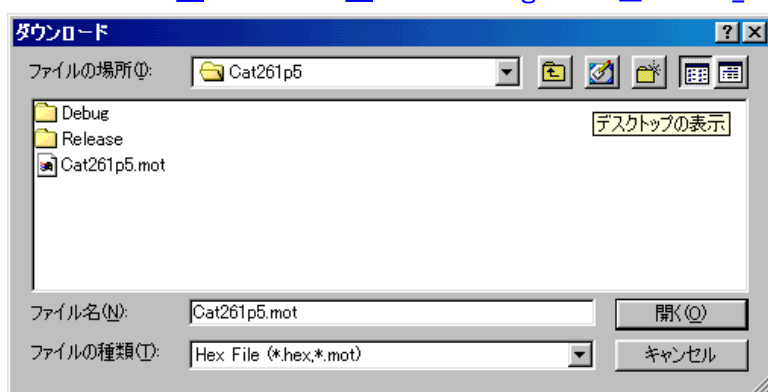 ダウンロード
ファイルの場所(I):
Cat261p5
Debug
Release
Cat261p5.mot
デスクトップの表示
ファイル名(N):
Cat261p5.mot
開く(O)
ファイルの種類(T):
Hex File (*.hex,*.mot)
キャンセル